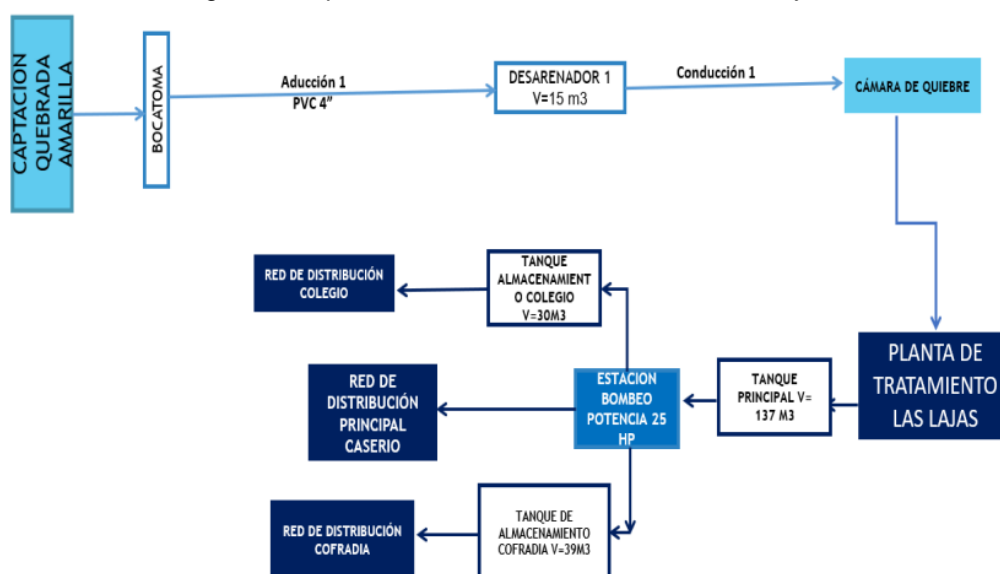 CAPTACION
QUEBRADA
AMARILLA
BOCATOMA
Aducción 1
PVC 4”
DESARENADOR 1
V=15 m3
Conducción 1
CÁMARA DE QUIEBRE
RED DE DISTRIBUCIÓN
COLEGIO
TANQUE
ALMACENAMIENT
O COLEGIO
V=30M3
RED DE
DISTRIBUCIÓN
PRINCIPAL
CASERIO
ESTACION
BOMBEO
POTENCIA 25
HP
TANQUE
PRINCIPAL V=
137 M3
PLANTA DE
TRATAMIENTO
LAS LAJAS
RED DE DISTRIBUCIÓN
COFRADIA
TANQUE DE
ALMACENAMIENTO
COFRADIA V=39M3